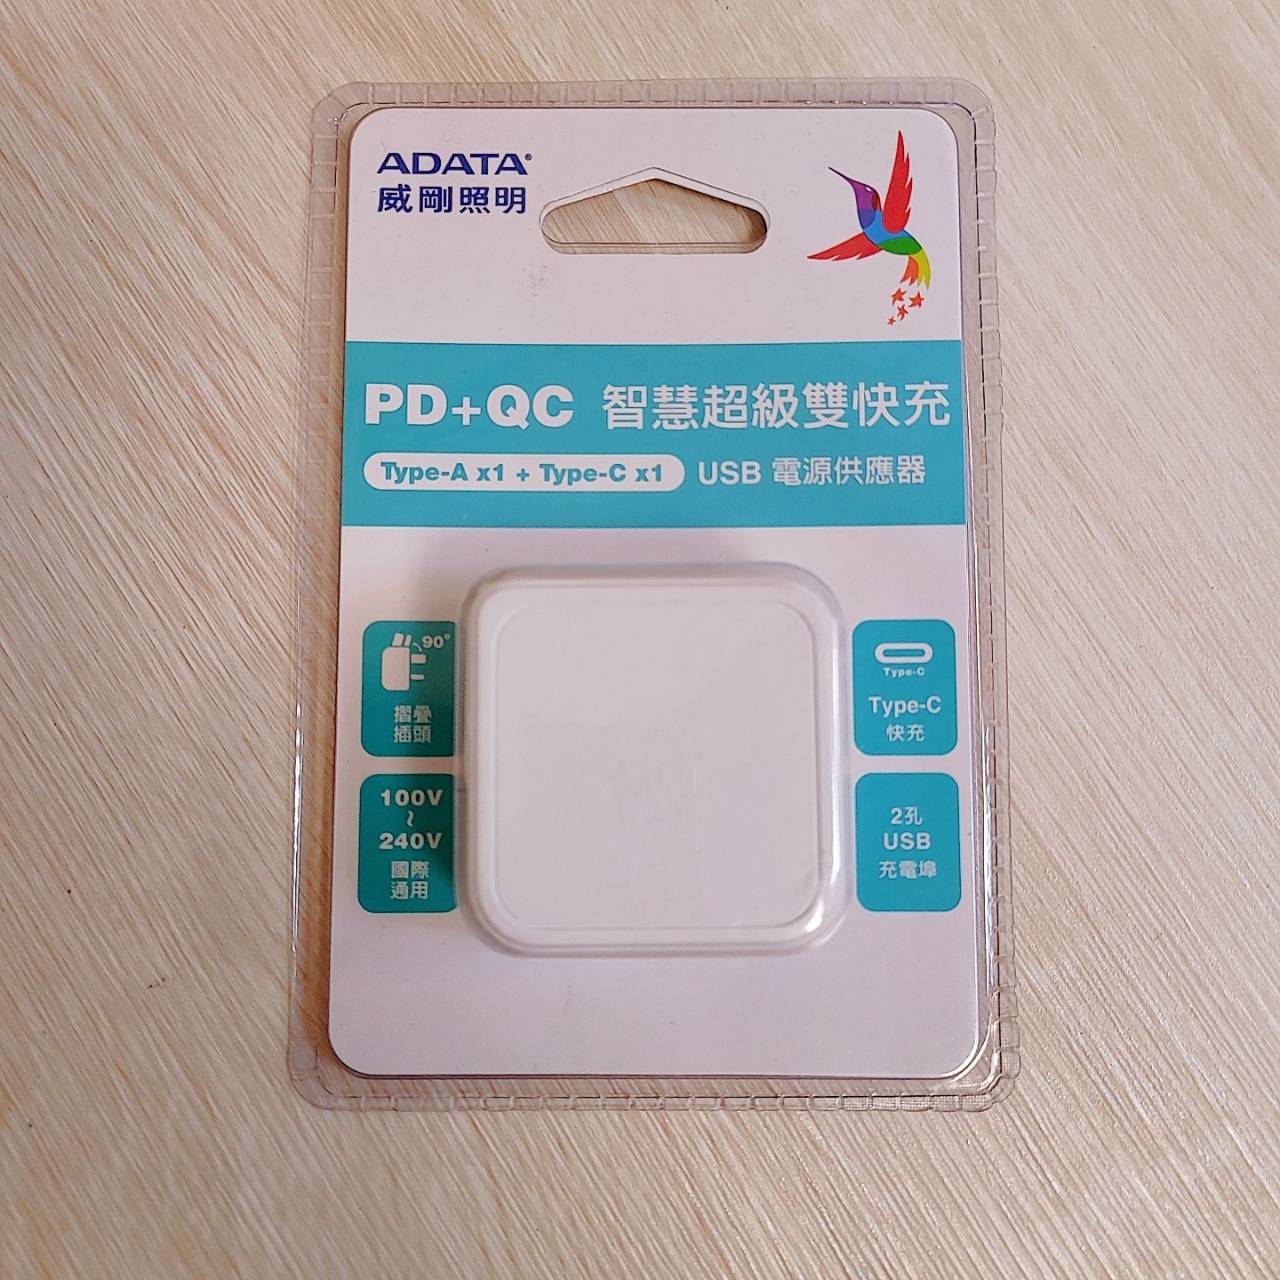 ADATA®
威剛照明
PD+QC 智慧超級雙快充
Type-A x1 + Type-C x1 USB 電源供應器
90°
摺疊
插頭
100V
~
240V
國際
通用
Type-C
Type-C
快充
2孔
USB
充電埠